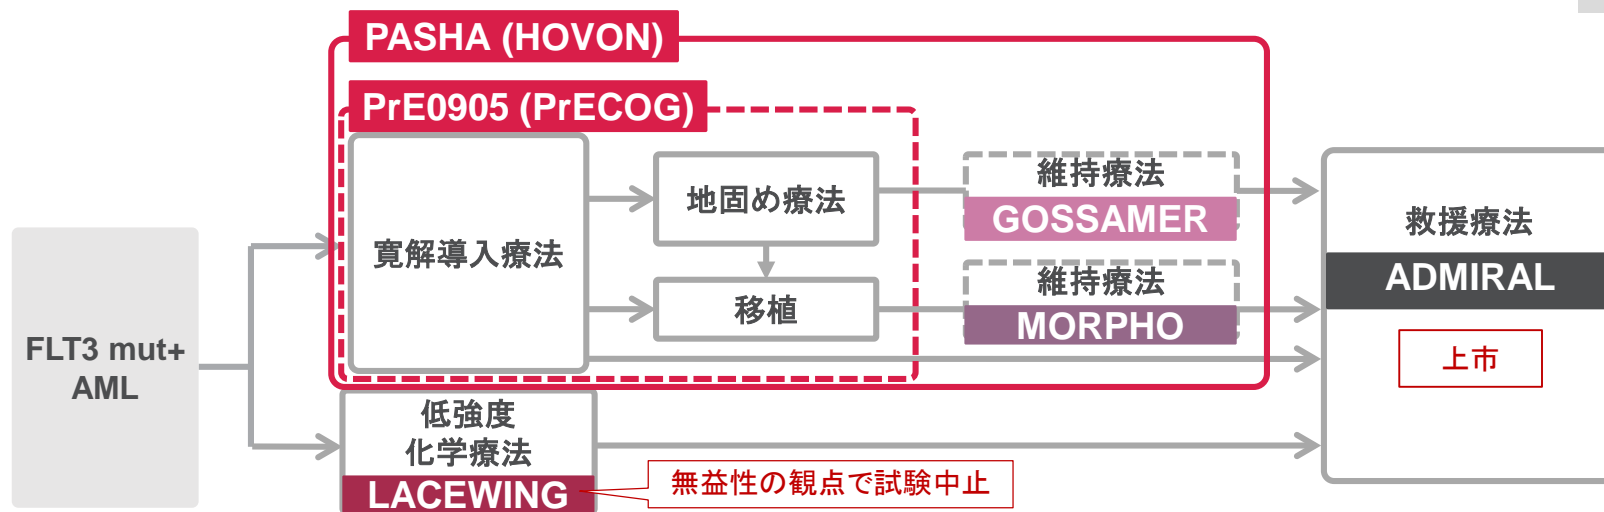 PASHA (HOVON)
PrE0905 (PrECOG)
FLT3 mut+
AML
寛解導入療法
地固め療法
移植
維持療法
GOSSAMER
維持療法
MORPHO
救援療法
ADMIRAL
上市
低強度
化学療法
LACEWING
無益性の観点で試験中止